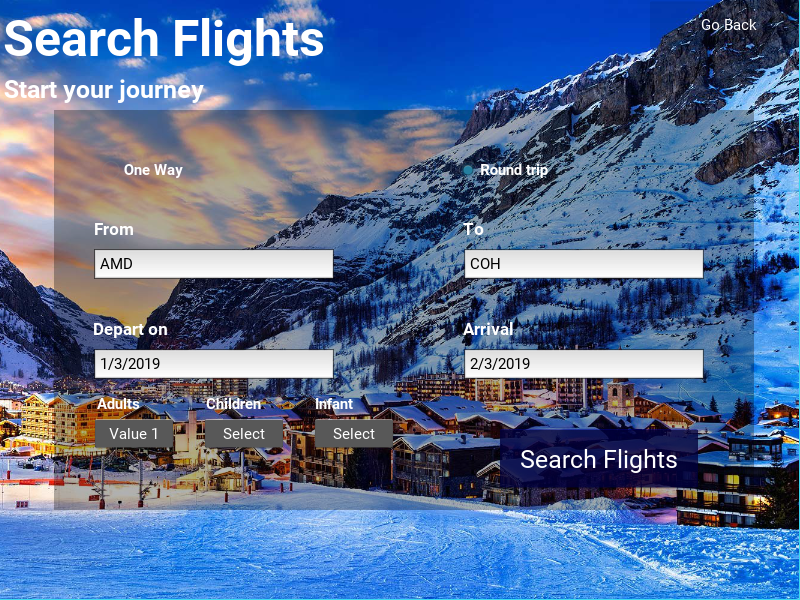 Go Back
Search Flights
Start your journey
One Way
Round trip
From
To
AMD
COH
Depart on
Arrival
1/3/2019
2/3/2019
Adults
Children
Infant
Value 1
Select
Select
Search Flights